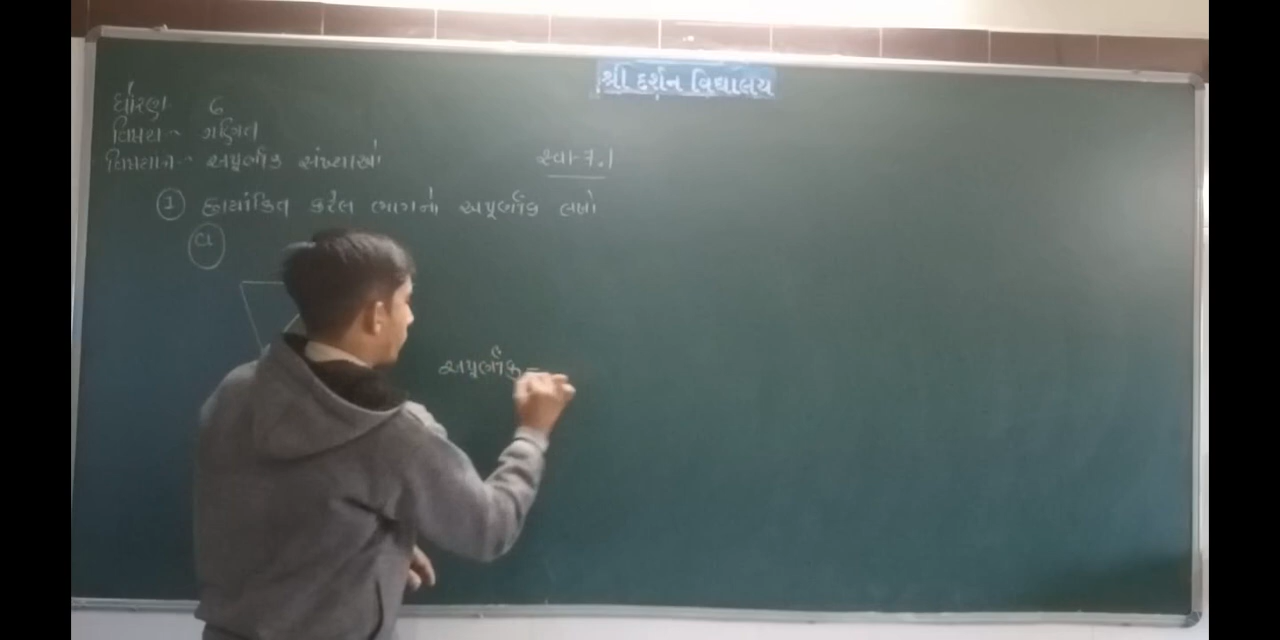 શ્રી દર્શન વિદ્યાલય
ધોરણ 6
વિષય - ગણિત
અપૂર્ણાંક સંખ્યાઓ
સ્વા-7.1
1 છાયાંકિત કરેલ ભાગનો અપૂર્ણાંક લખો
a
અપૂર્ણાંક =